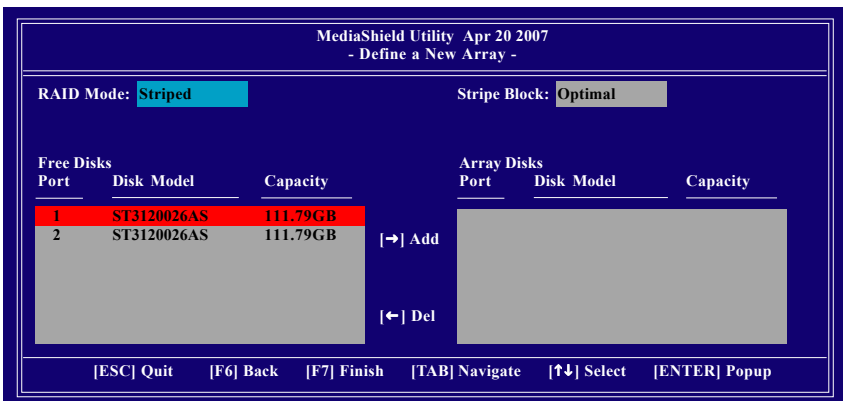 MediaShield Utility Apr 20 2007
- Define a New Array -
RAID Mode: Striped Stripe Block: Optimal
Free Disks Array Disks
Port Disk Model Capacity Port Disk Model Capacity
1 ST3120026AS 111.79GB
2 ST3120026AS 111.79GB
[→] Add
[←] Del
[ESC] Quit [F6] Back [F7] Finish [TAB] Navigate [↑↓] Select [ENTER] Popup